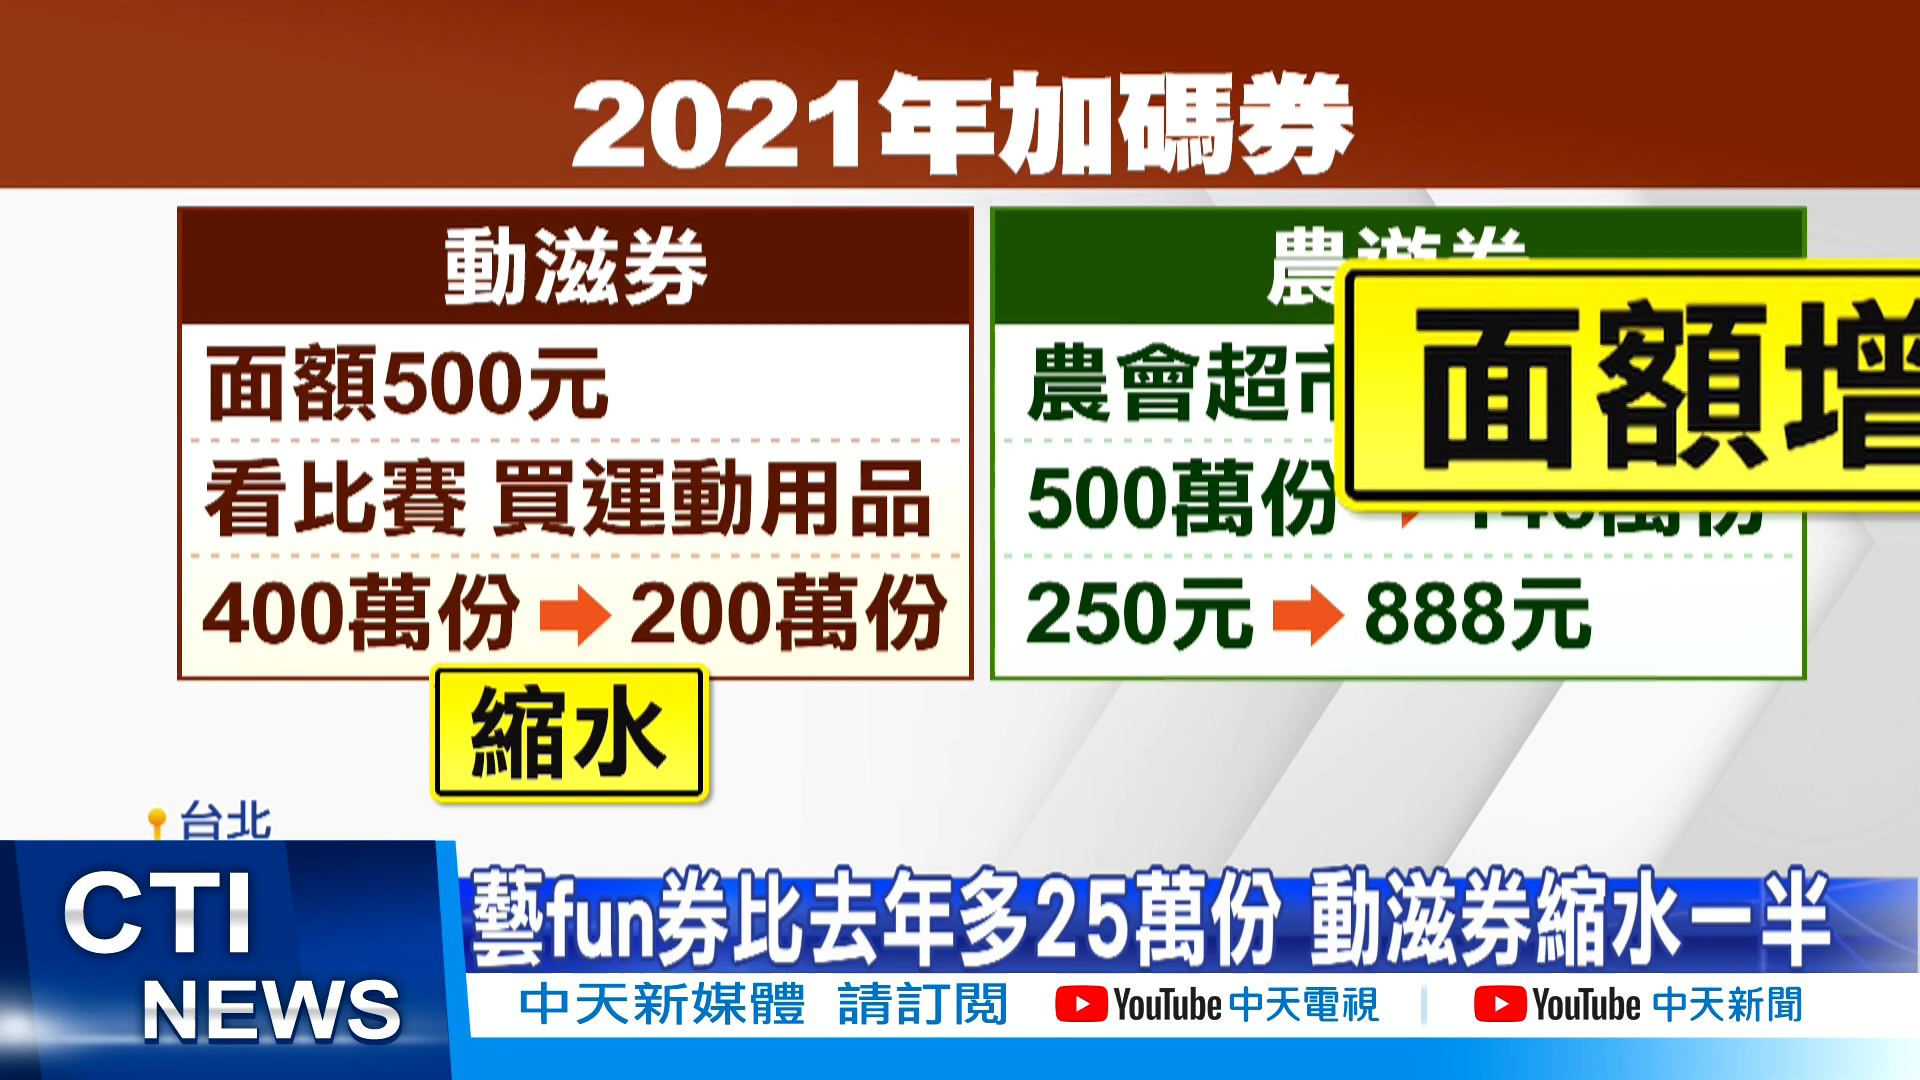 2021年加碼券
動滋券
面額500元
看比賽 買運動用品
400萬份➡200萬份
縮水
農遊券
農會超市
500萬份
250元➡888元
面額增
台北
CTI
NEWS
藝fun券比去年多25萬份 動滋券縮水一半
中天新媒體 請訂閱 YouTube 中天電視 | YouTube 中天新聞